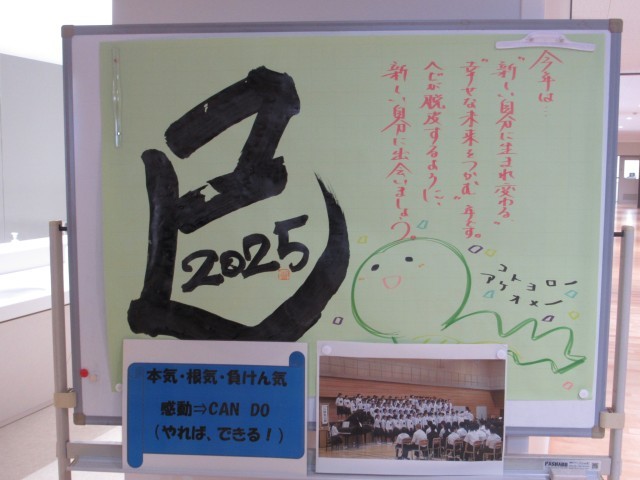 今年は…
"新しい自分に生まれ変わる"
"幸せな未来をつかむ"年です。
へびが脱皮するように…
新しい自分に出会いましょう。
巳
2025
コトヨロン
アケオメン
本気・根気・負けん気
感動⇒CAN DO
（やれば、できる！）